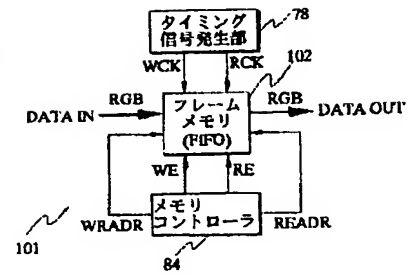 タイミング
信号発生部
78
WCK
RCK
102
RGB
フレーム
メモリ
(FIFO)
RGB
DATA IN
DATA OUT
WE
RE
WRADR
メモリ
コントローラ
READR
101
84